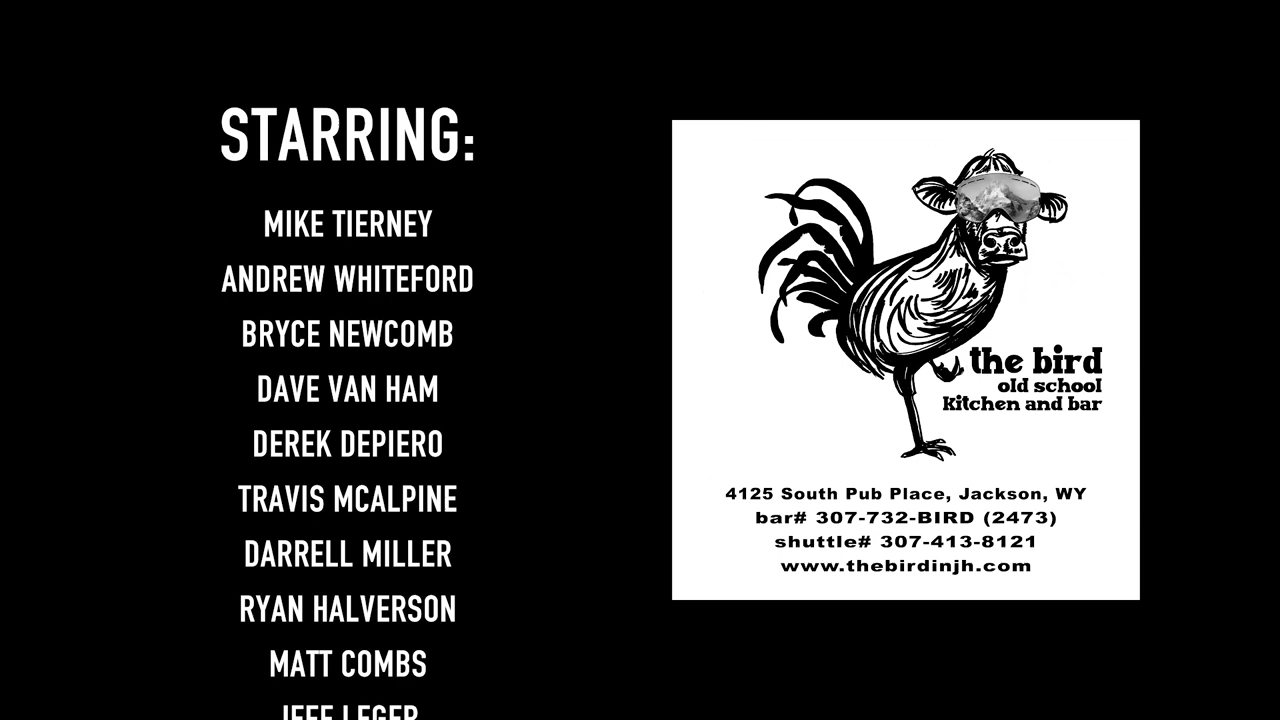 STARRING:
MIKE TIERNEY
ANDREW WHITEFORD
BRYCE NEWCOMB
DAVE VAN HAM
DEREK DEPIERO
TRAVIS MCALPINE
DARRELL MILLER
RYAN HALVERSON
MATT COMBS
JEFF LEGER
the bird
old school
kitchen and bar
4125 South Pub Place, Jackson, WY
bar# 307-732-BIRD (2473)
shuttle# 307-413-8121
www.thebirdinjh.com